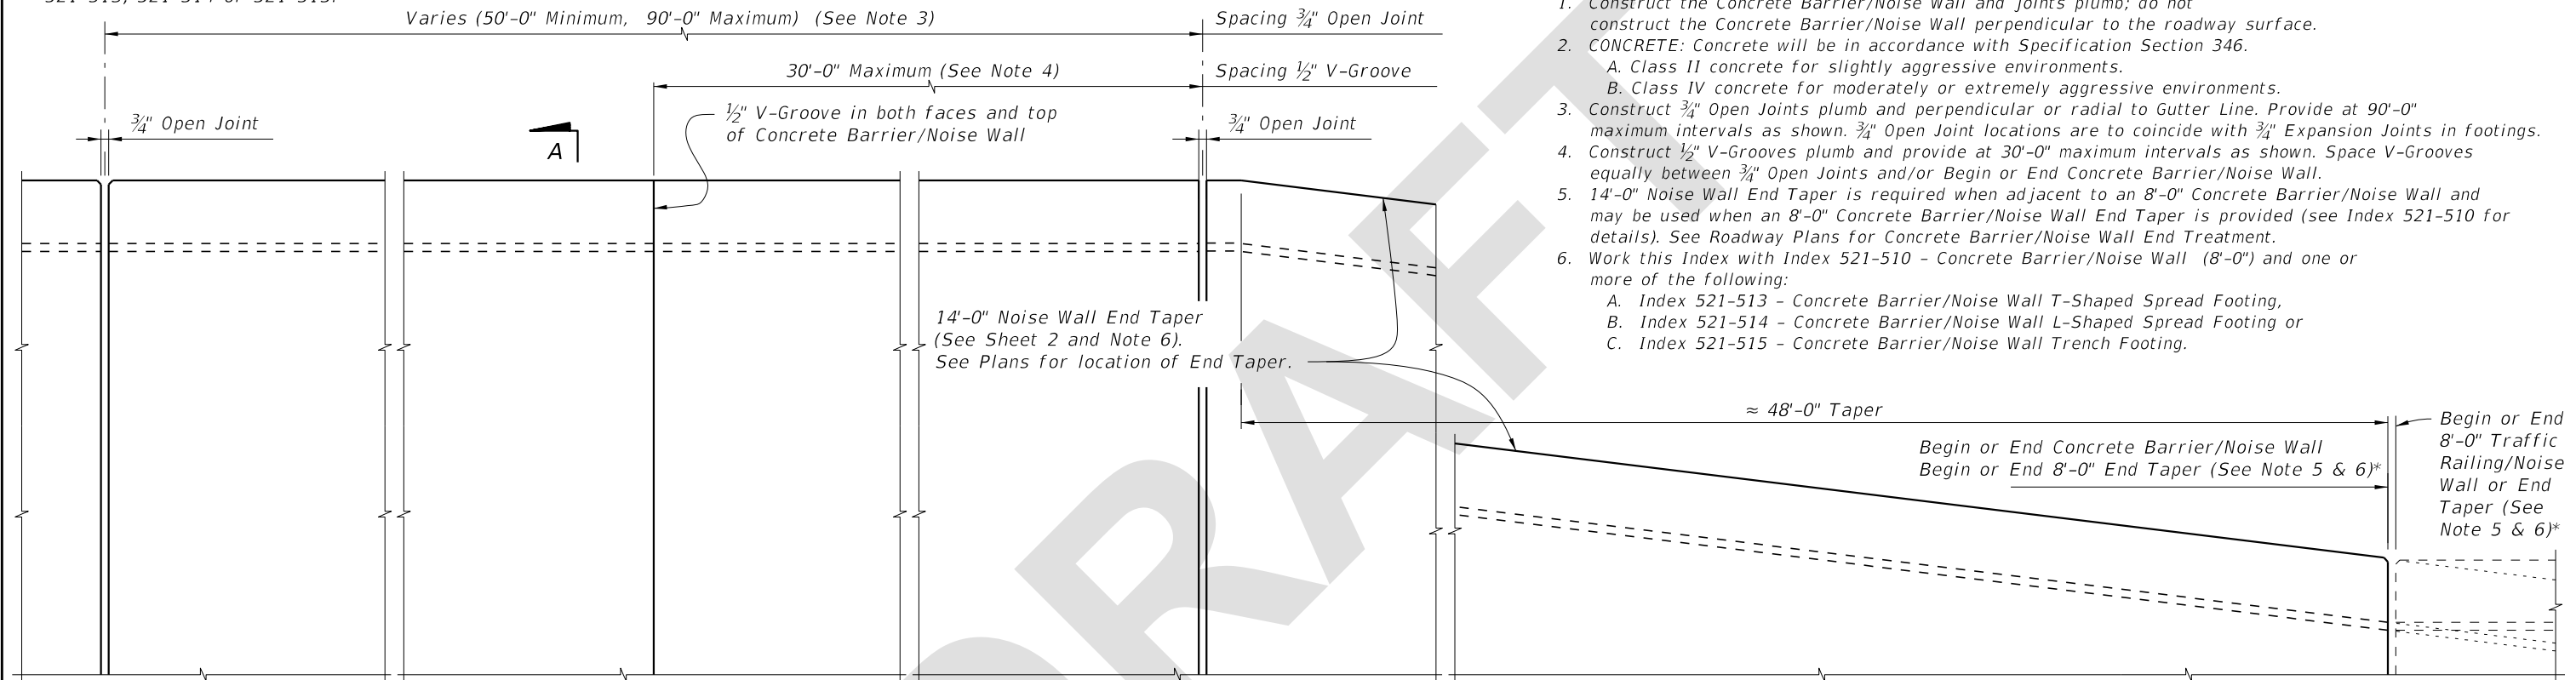 Varies (50'-0" Minimum, 90'-0" Maximum) (See Note 3)
Spacing ¾" Open Joint
30'-0" Maximum (See Note 4)
Spacing ½" V-Groove
¾" Open Joint
A
½" V-Groove in both faces and top
of Concrete Barrier/Noise Wall
¾" Open Joint
14'-0" Noise Wall End Taper
(See Sheet 2 and Note 6).
See Plans for location of End Taper.
1. Construct the Concrete Barrier/Noise Wall and joints plumb; do not
construct the Concrete Barrier/Noise Wall perpendicular to the roadway surface.
2. CONCRETE: Concrete will be in accordance with Specification Section 346.
A. Class II concrete for slightly aggressive environments.
B. Class IV concrete for moderately or extremely aggressive environments.
3. Construct ¾" Open Joints plumb and perpendicular or radial to Gutter Line. Provide at 90'-0"
maximum intervals as shown. ¾" Open Joint locations are to coincide with ¾" Expansion Joints in footings.
4. Construct ½" V-Grooves plumb and provide at 30'-0" maximum intervals as shown. Space V-Grooves
equally between ¾" Open Joints and/or Begin or End Concrete Barrier/Noise Wall.
5. 14'-0" Noise Wall End Taper is required when adjacent to an 8'-0" Concrete Barrier/Noise Wall and
may be used when an 8'-0" Concrete Barrier/Noise Wall End Taper is provided (see Index 521-510 for
details). See Roadway Plans for Concrete Barrier/Noise Wall End Treatment.
6. Work this Index with Index 521-510 - Concrete Barrier/Noise Wall (8'-0") and one or
more of the following:
A. Index 521-513 - Concrete Barrier/Noise Wall T-Shaped Spread Footing,
B. Index 521-514 - Concrete Barrier/Noise Wall L-Shaped Spread Footing or
C. Index 521-515 - Concrete Barrier/Noise Wall Trench Footing.
≈ 48'-0" Taper
Begin or End Concrete Barrier/Noise Wall
Begin or End 8'-0" End Taper (See Note 5 & 6)*
Begin or End
8'-0" Traffic
Railing/Noise
Wall or End
Taper (See
Note 5 & 6)*
DRAFT